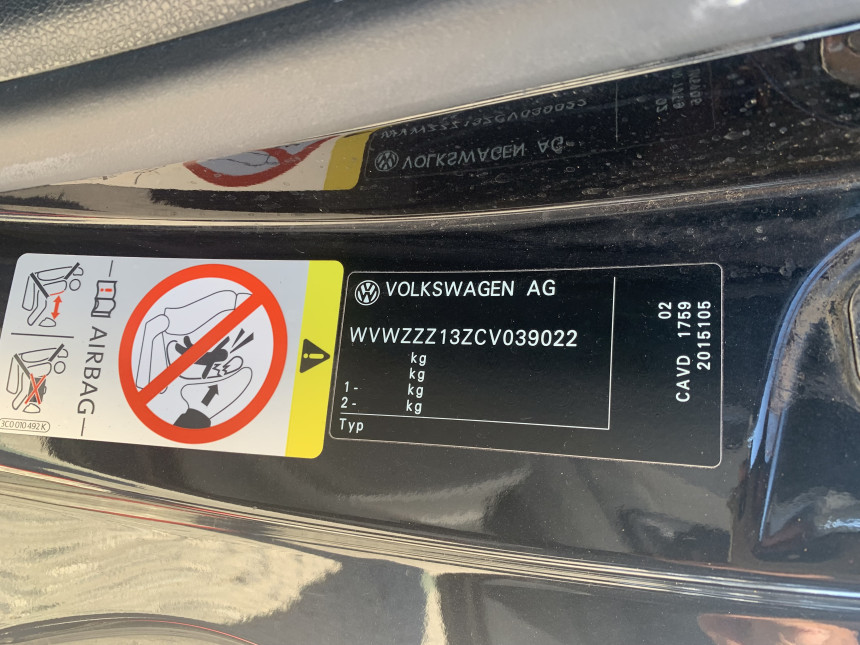 VOLKSWAGEN AG
WVWZZZ13ZCV039022
kg
kg
1- kg
2- kg
Typ
02
CAVD 1759
2015105
AIRBAG
3C0 010 492 K
VOLKSWAGEN AG